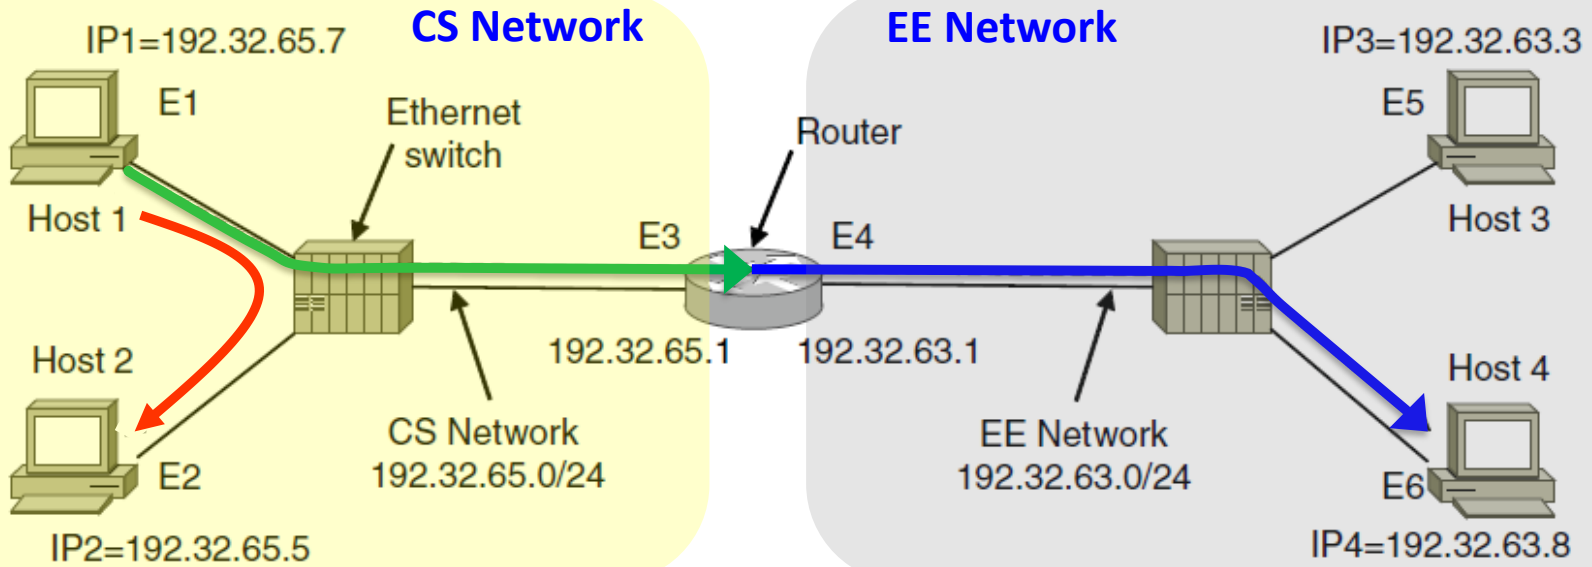 CS Network
EE Network
IP1=192.32.65.7
IP3=192.32.63.3
E1
Ethernet
switch
Router
E5
Host 1
E3
E4
Host 3
Host 2
192.32.65.1
192.32.63.1
Host 4
CS Network
192.32.65.0/24
EE Network
192.32.63.0/24
E2
E6
IP2=192.32.65.5
IP4=192.32.63.8